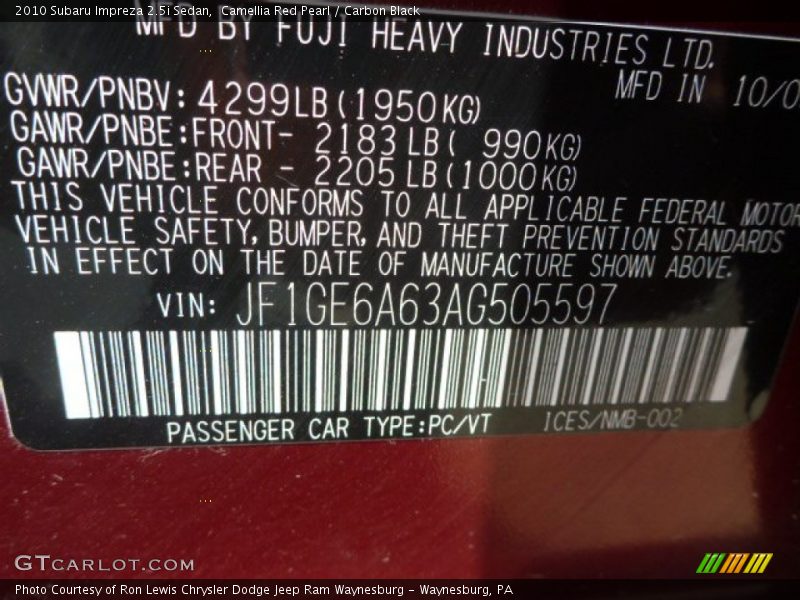 2010 Subaru Impreza 2.5i Sedan, Camellia Red Pearl / Carbon Black
MFD BY FUJI HEAVY INDUSTRIES LTD.
MFD IN 10/0
GVWR/PNBV: 4299LB(1950KG)
GAWR/PNBE:FRONT- 2183LB( 990KG)
GAWR/PNBE:REAR - 2205LB(1000KG)
THIS VEHICLE CONFORMS TO ALL APPLICABLE FEDERAL MOTOR
VEHICLE SAFETY, BUMPER, AND THEFT PREVENTION STANDARDS
IN EFFECT ON THE DATE OF MANUFACTURE SHOWN ABOVE.
VIN: JF1GE6A63AG505597
PASSENGER CAR TYPE:PC/VT ICES/NMB-002
GTCARLOT.COM
Photo Courtesy of Ron Lewis Chrysler Dodge Jeep Ram Waynesburg - Waynesburg, PA